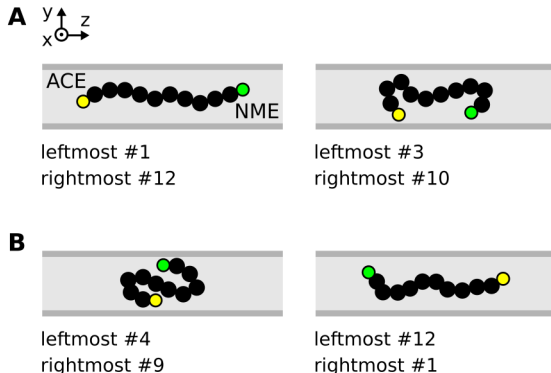 A
y
z
x
ACE
NME
leftmost #1
rightmost #12
leftmost #3
rightmost #10
B
leftmost #4
rightmost #9
leftmost #12
rightmost #1